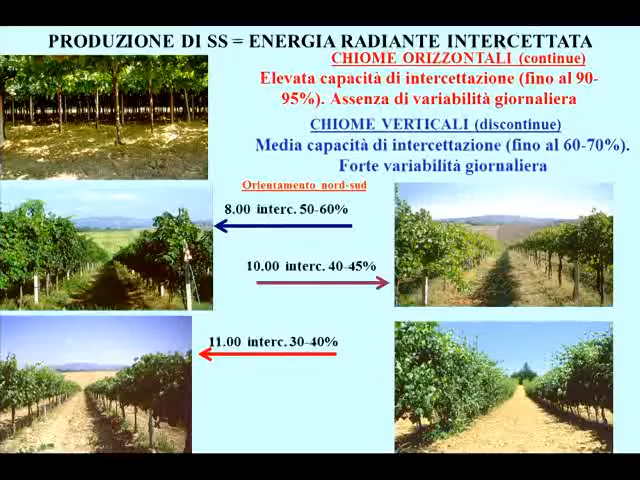 PRODUZIONE DI SS = ENERGIA RADIANTE INTERCETTATA
CHIOME ORIZZONTALI (continue)
Elevata capacità di intercettazione (fino al 90-
95%). Assenza di variabilità giornaliera
CHIOME VERTICALI (discontinue)
Media capacità di intercettazione (fino al 60-70%).
Forte variabilità giornaliera
Orientamento nord-sud
8.00 interc. 50-60%
10.00 interc. 40-45%
11.00 interc. 30-40%